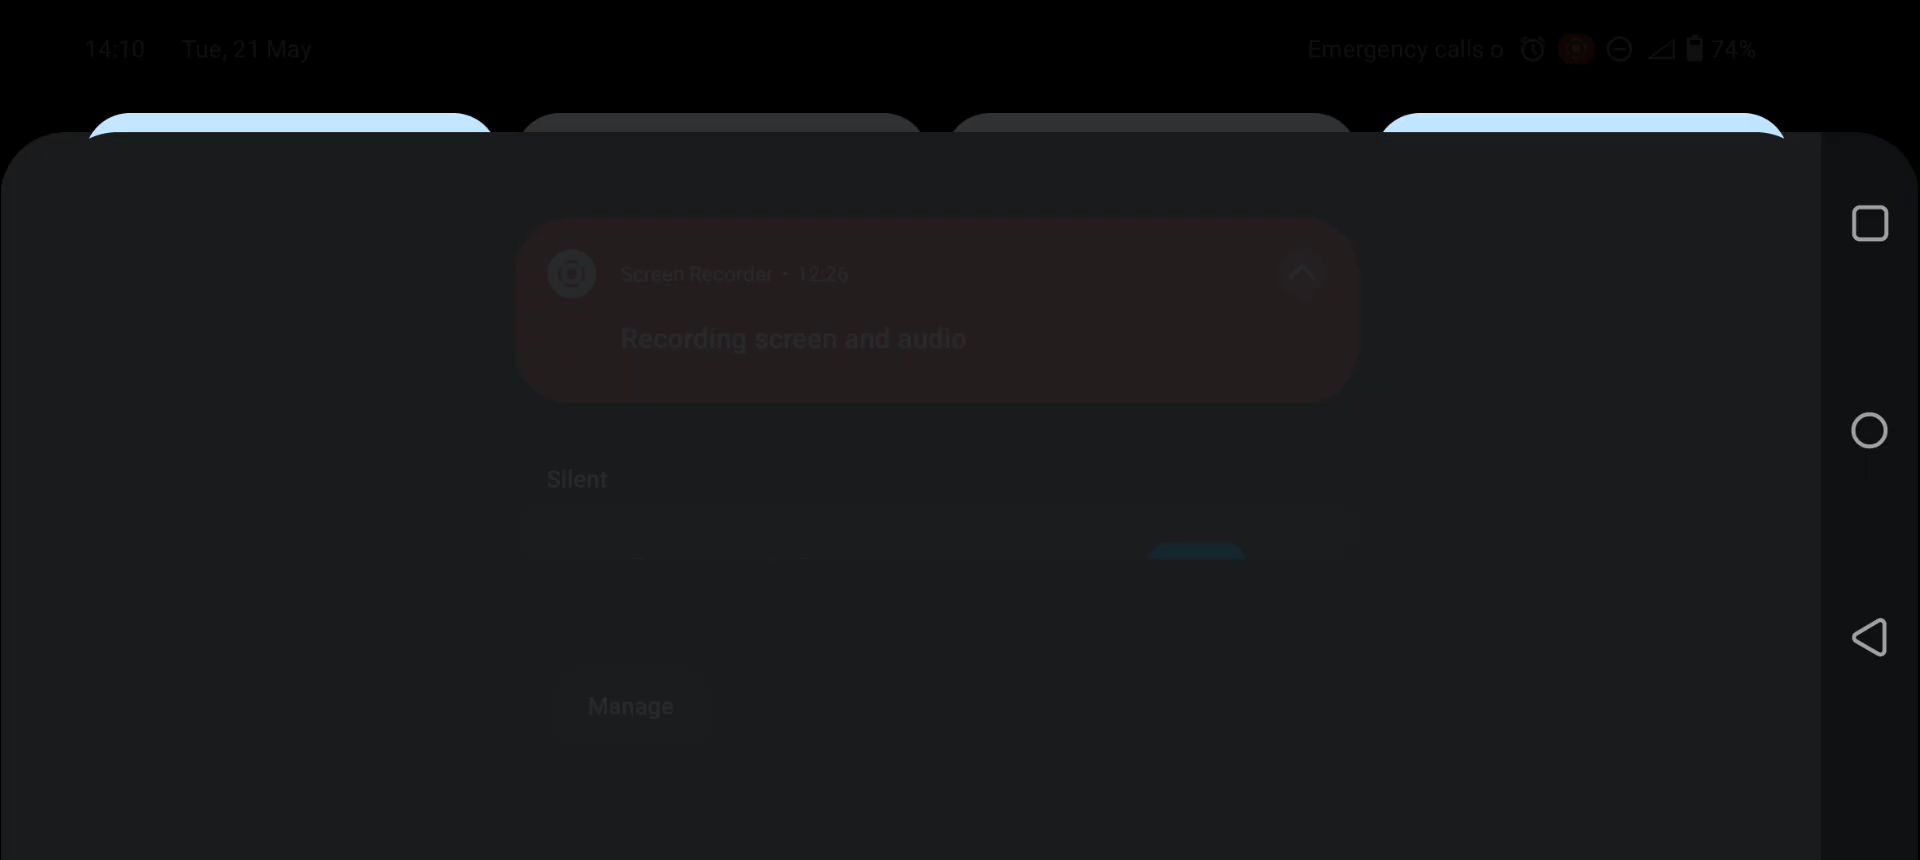 14:10 Tue, 21 May
Emergency calls o
74%
Screen Recorder • 12:26
Recording screen and audio
Silent
Manage